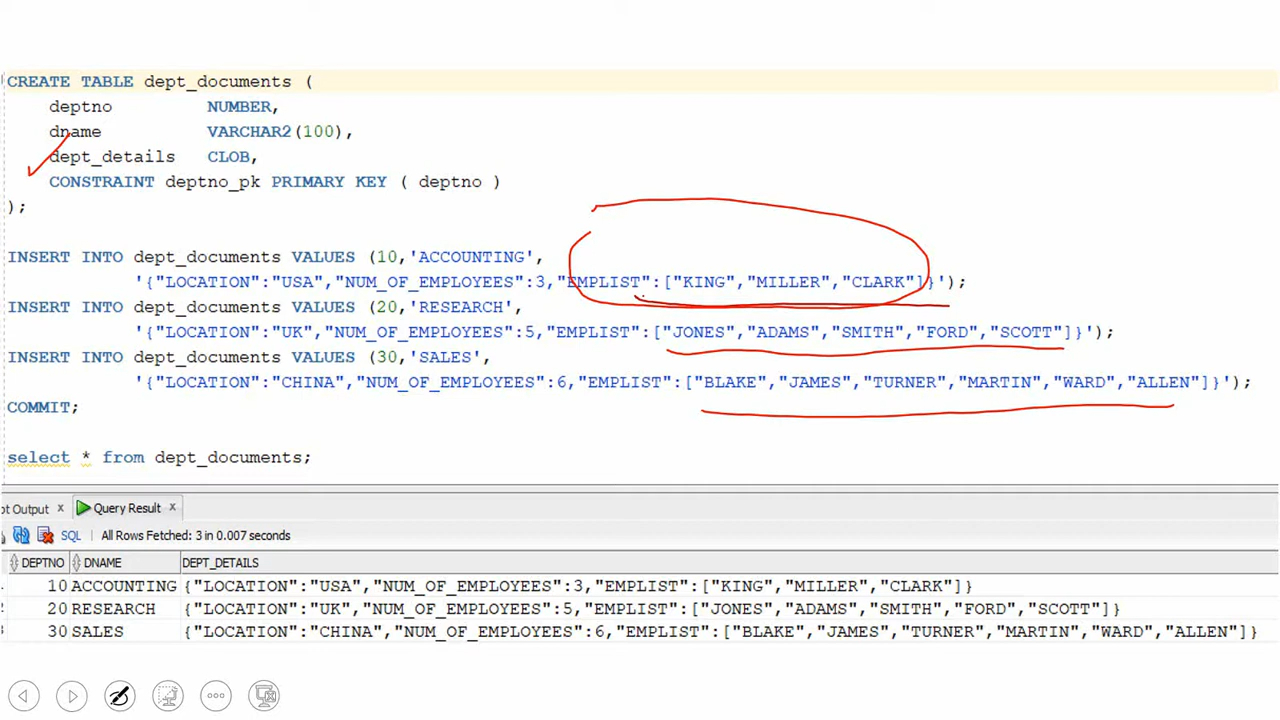 CREATE TABLE dept_documents (
deptno NUMBER,
dname VARCHAR2(100),
dept_details CLOB,
CONSTRAINT deptno_pk PRIMARY KEY ( deptno )
);
INSERT INTO dept_documents VALUES (10,'ACCOUNTING',
'{"LOCATION":"USA","NUM_OF_EMPLOYEES":3,"EMPLIST":["KING","MILLER","CLARK"]}');
INSERT INTO dept_documents VALUES (20,'RESEARCH',
'{"LOCATION":"UK","NUM_OF_EMPLOYEES":5,"EMPLIST":["JONES","ADAMS","SMITH","FORD","SCOTT"]}');
INSERT INTO dept_documents VALUES (30,'SALES',
'{"LOCATION":"CHINA","NUM_OF_EMPLOYEES":6,"EMPLIST":["BLAKE","JAMES","TURNER","MARTIN","WARD","ALLEN"]}');
COMMIT;
select * from dept_documents;
pt Output x Query Result x
SQL | All Rows Fetched: 3 in 0.007 seconds
DEPTNO DNAME DEPT_DETAILS
10 ACCOUNTING {"LOCATION":"USA","NUM_OF_EMPLOYEES":3,"EMPLIST":["KING","MILLER","CLARK"]}
20 RESEARCH {"LOCATION":"UK","NUM_OF_EMPLOYEES":5,"EMPLIST":["JONES","ADAMS","SMITH","FORD","SCOTT"]}
30 SALES {"LOCATION":"CHINA","NUM_OF_EMPLOYEES":6,"EMPLIST":["BLAKE","JAMES","TURNER","MARTIN","WARD","ALLEN"]}